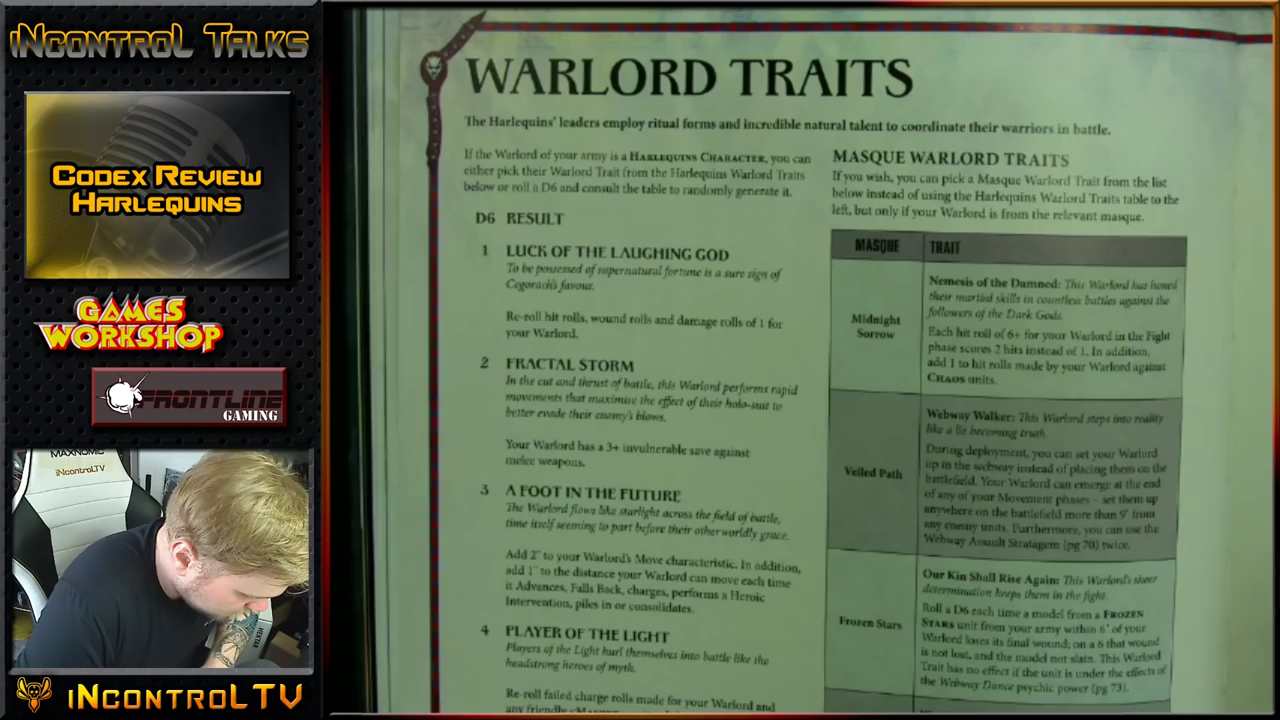 iNcontroL Talks
Codex Review
Harlequins
GAMES
WORKSHOP
FRONTLINE
GAMING
MAXNOMIC
iNcontroLTV
iNcontroLTV
WARLORD TRAITS
The Harlequins' leaders employ ritual forms and incredible natural talent to coordinate their warriors in battle.
If the Warlord of your army is a HARLEQUINS CHARACTER, you can
either pick their Warlord Trait from the Harlequins Warlord Traits
below or roll a D6 and consult the table to randomly generate it.
D6 RESULT
1 LUCK OF THE LAUGHING GOD
To be possessed of supernatural fortune is a sure sign of
Cegorach's favour.
Re-roll hit rolls, wound rolls and damage rolls of 1 for
your Warlord.
2 FRACTAL STORM
In the cut and thrust of battle, this Warlord performs rapid
movements that maximise the effect of their holo-suit to
better evade their enemy's blows.
Your Warlord has a 3+ invulnerable save against
melee weapons.
3 A FOOT IN THE FUTURE
The Warlord flows like starlight across the field of battle,
time itself seeming to part before their otherworldly grace.
Add 2" to your Warlord's Move characteristic. In addition,
add 1" to the distance your Warlord can move each time
it Advances, Falls Back, charges, performs a Heroic
Intervention, piles in or consolidates.
4 PLAYER OF THE LIGHT
Players of the Light hurl themselves into battle like the
headstrong heroes of myth.
Re-roll failed charge rolls made for your Warlord and
any friendly
MASQUE WARLORD TRAITS
If you wish, you can pick a Masque Warlord Trait from the list
below instead of using the Harlequins Warlord Traits table to the
left, but only if your Warlord is from the relevant masque.
MASQUE TRAIT
Midnight
Sorrow
Nemesis of the Damned: This Warlord has honed
their martial skills in countless battles against the
followers of the Dark Gods.
Each hit roll of 6+ for your Warlord in the Fight
phase scores 2 hits instead of 1. In addition,
add 1 to hit rolls made by your Warlord against
CHAOS units.
Veiled Path
Webway Walker: This Warlord steps into reality
like a lie becoming truth.
During deployment, you can set your Warlord
up in the webway instead of placing them on the
battlefield. Your Warlord can emerge at the end
of any of your Movement phases – set them up
anywhere on the battlefield more than 9" from
any enemy units. Furthermore, you can use the
Webway Assault Stratagem (pg 70) twice.
Frozen Stars
Our Kin Shall Rise Again: This Warlord's sheer
determination keeps them in the fight.
Roll a D6 each time a model from a FROZEN
STARS unit from your army within 6" of your
Warlord loses its final wound; on a 6 that wound
is not lost, and the model not slain. This Warlord
Trait has no effect if the unit is under the effects of
the Webway Dance psychic power (pg 73).